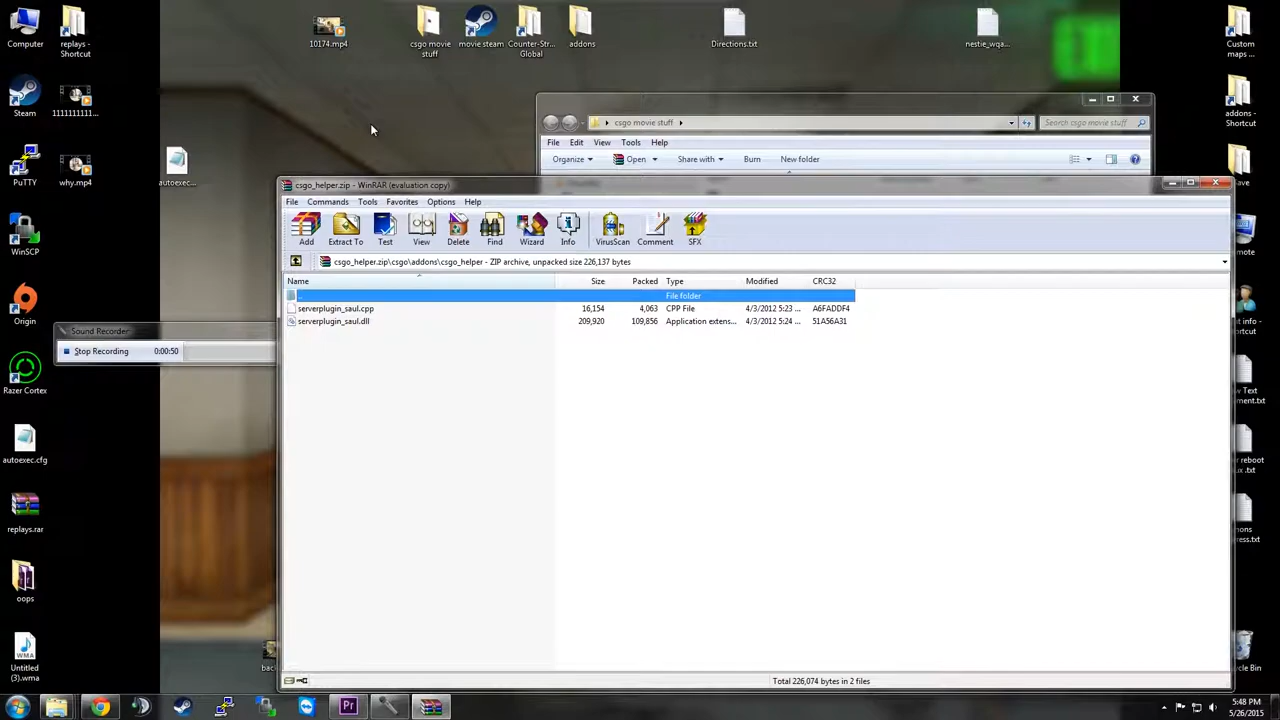 Computer
replays - Shortcut
10174.mp4
csgo movie stuff
movie.steam
Counter-Str... Global
addons
Directions.txt
nestie_wqa...
Custom maps ...
Steam
1111111111...
csgo movie stuff
Search csgo movie stuff
addons - Shortcut
File Edit View Tools Help
Organize Open Share with Burn New folder
PuTTY
why.mp4
autoexec...
csgo_helper.zip - WinRAR (evaluation copy)
File Commands Tools Favorites Options Help
WinSCP
Add Extract To Test View Delete Find Wizard Info VirusScan Comment SFX
csgo_helper.zip\csgo\addons\csgo_helper - ZIP archive, unpacked size 226,137 bytes
Name Size Packed Type Modified CRC32
.. File folder
serverplugin_saul.cpp 16,154 4,063 CPP File 4/3/2012 5:23 ... A6FADDF4
serverplugin_saul.dll 209,920 109,856 Application extens... 4/3/2012 5:24 ... 51A56A31
Origin
Sound Recorder
Stop Recording 0:00:50
Razer Cortex
autoexec.cfg
replays.rar
oops
Untitled (3).wma
Total 226,074 bytes in 2 files
Pr
5:48 PM
5/26/2015